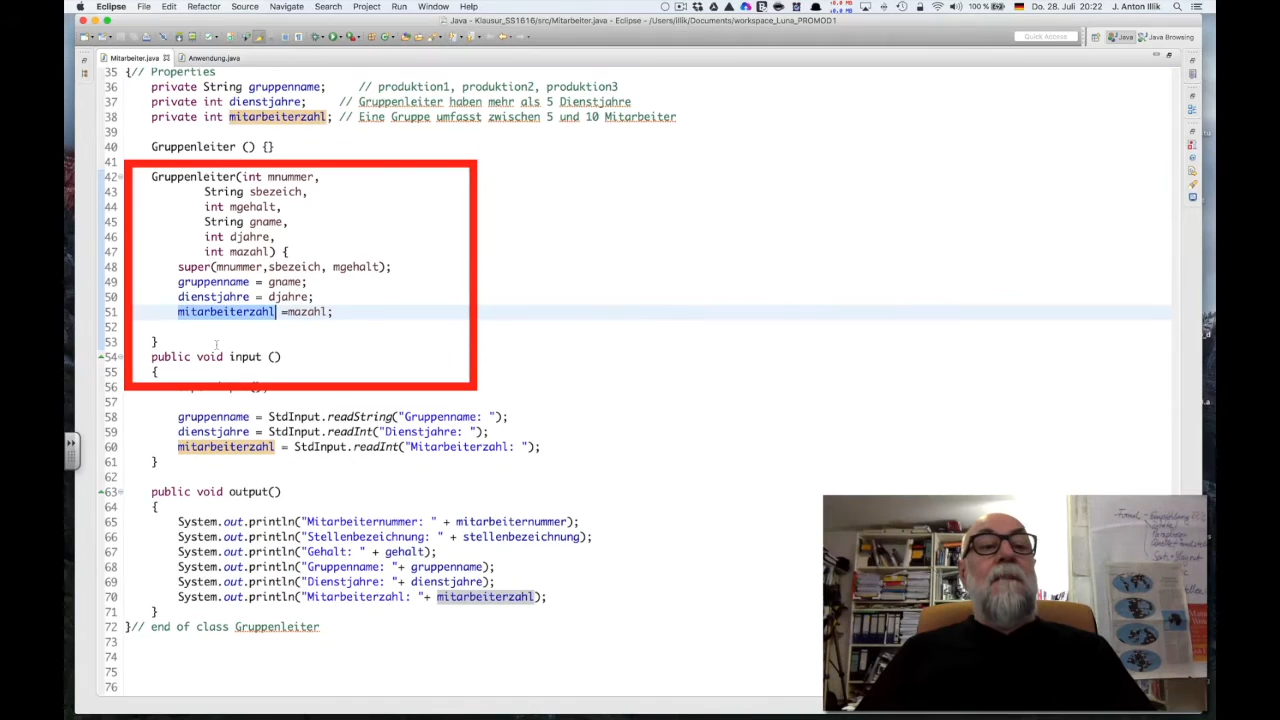 Eclipse File Edit Refactor Source Navigate Search Project Run Window Help 100 % Do. 28. Juli 20:22 J. Anton Illik
Java - Klausur_SS1616/src/Mitarbeiter.java - Eclipse - /Users/illik/Documents/workspace_Luna_PROMOD1
Quick Access Java Java Browsing
Mitarbeiter.java Anwendung.java
35 {// Properties
36 private String gruppenname; // produktion1, produktion2, produktion3
37 private int dienstjahre; // Gruppenleiter haben mehr als 5 Dienstjahre
38 private int mitarbeiterzahl; // Eine Gruppe umfasst zwischen 5 und 10 Mitarbeiter
39
40 Gruppenleiter () {}
41
42 Gruppenleiter(int mnummer,
43 String sbezeich,
44 int mgehalt,
45 String gname,
46 int djahre,
47 int mazahl) {
48 super(mnummer,sbezeich, mgehalt);
49 gruppenname = gname;
50 dienstjahre = djahre;
51 mitarbeiterzahl =mazahl;
52
53 }
54 public void input ()
55 {
56
57
58 gruppenname = StdInput.readString("Gruppenname: ");
59 dienstjahre = StdInput.readInt("Dienstjahre: ");
60 mitarbeiterzahl = StdInput.readInt("Mitarbeiterzahl: ");
61 }
62
63 public void output()
64 {
65 System.out.println("Mitarbeiternummer: " + mitarbeiternummer);
66 System.out.println("Stellenbezeichnung: " + stellenbezeichnung);
67 System.out.println("Gehalt: " + gehalt);
68 System.out.println("Gruppenname: "+ gruppenname);
69 System.out.println("Dienstjahre: "+ dienstjahre);
70 System.out.println("Mitarbeiterzahl: "+ mitarbeiterzahl);
71 }
72 }// end of class Gruppenleiter
73
74
75
76